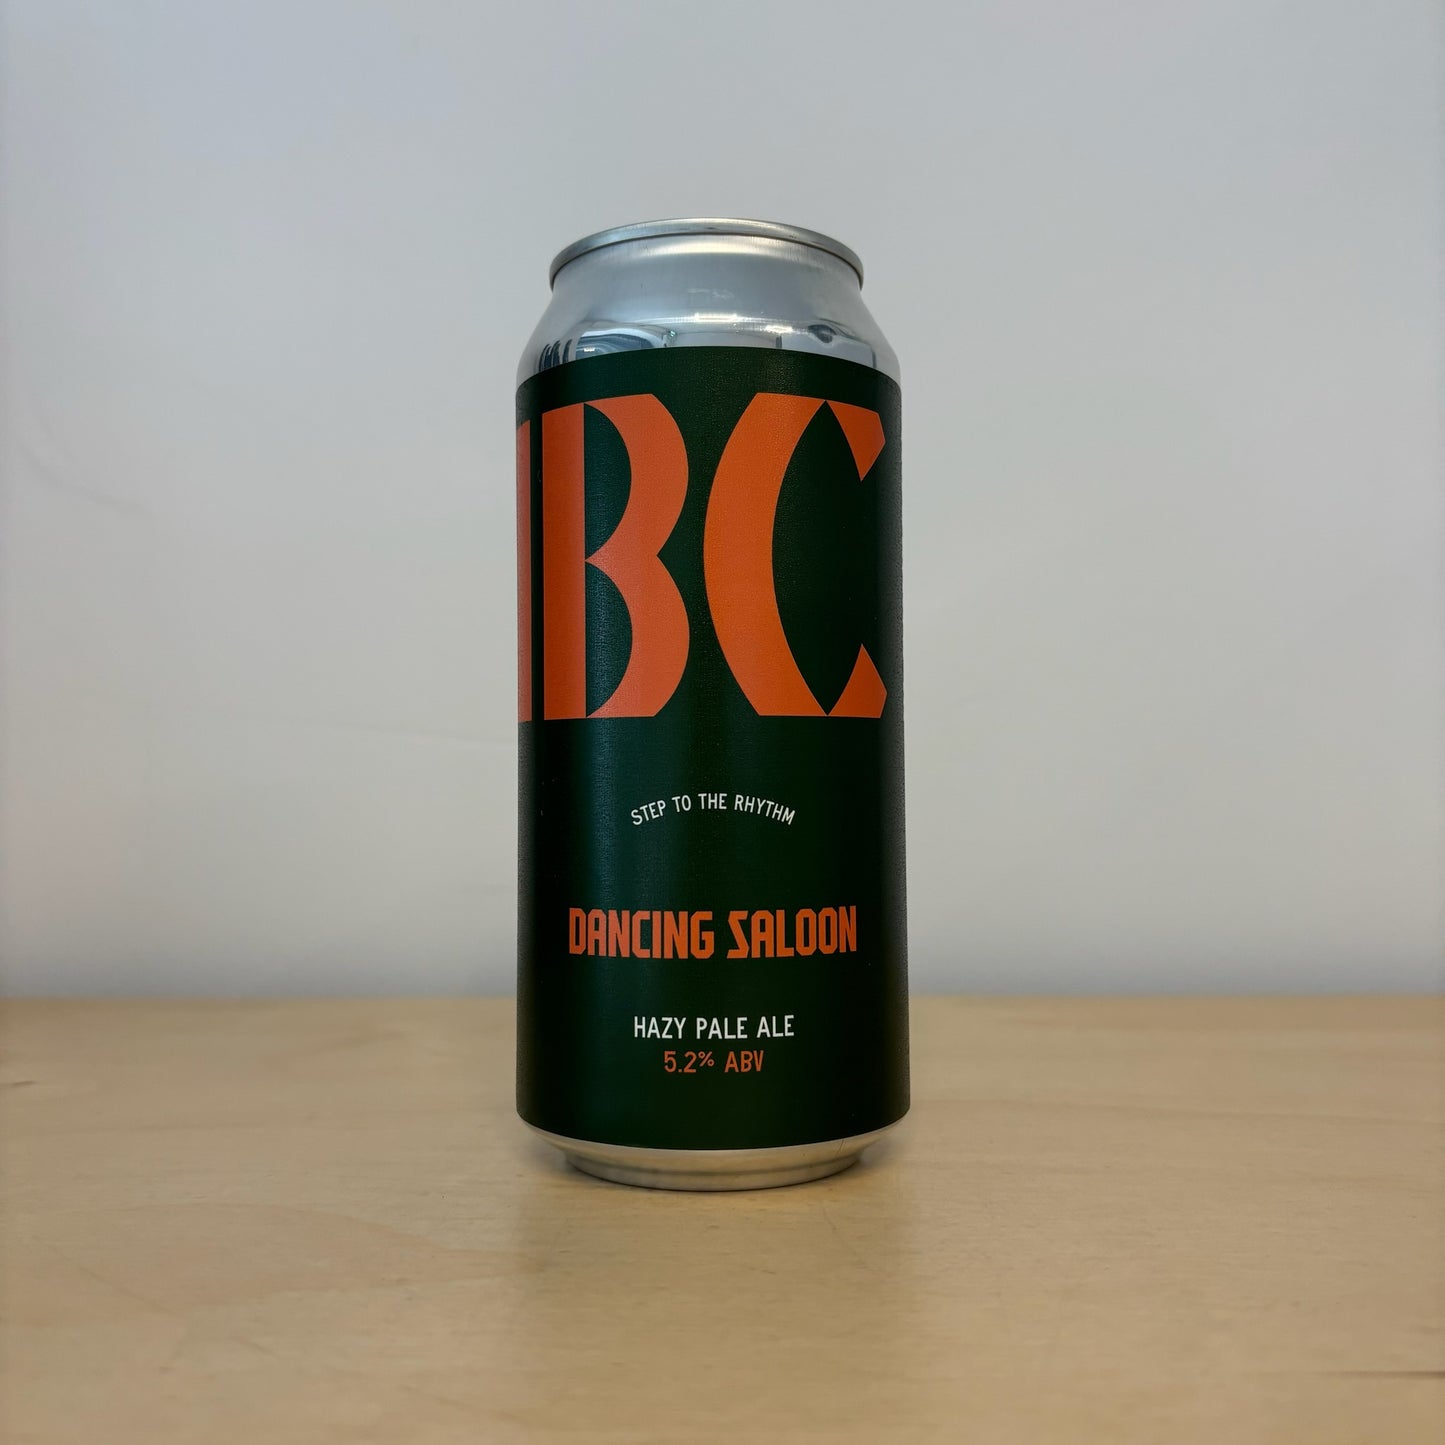 BC
STEP TO THE RHYTHM
DANCING SALOON
HAZY PALE ALE
5.2% ABV